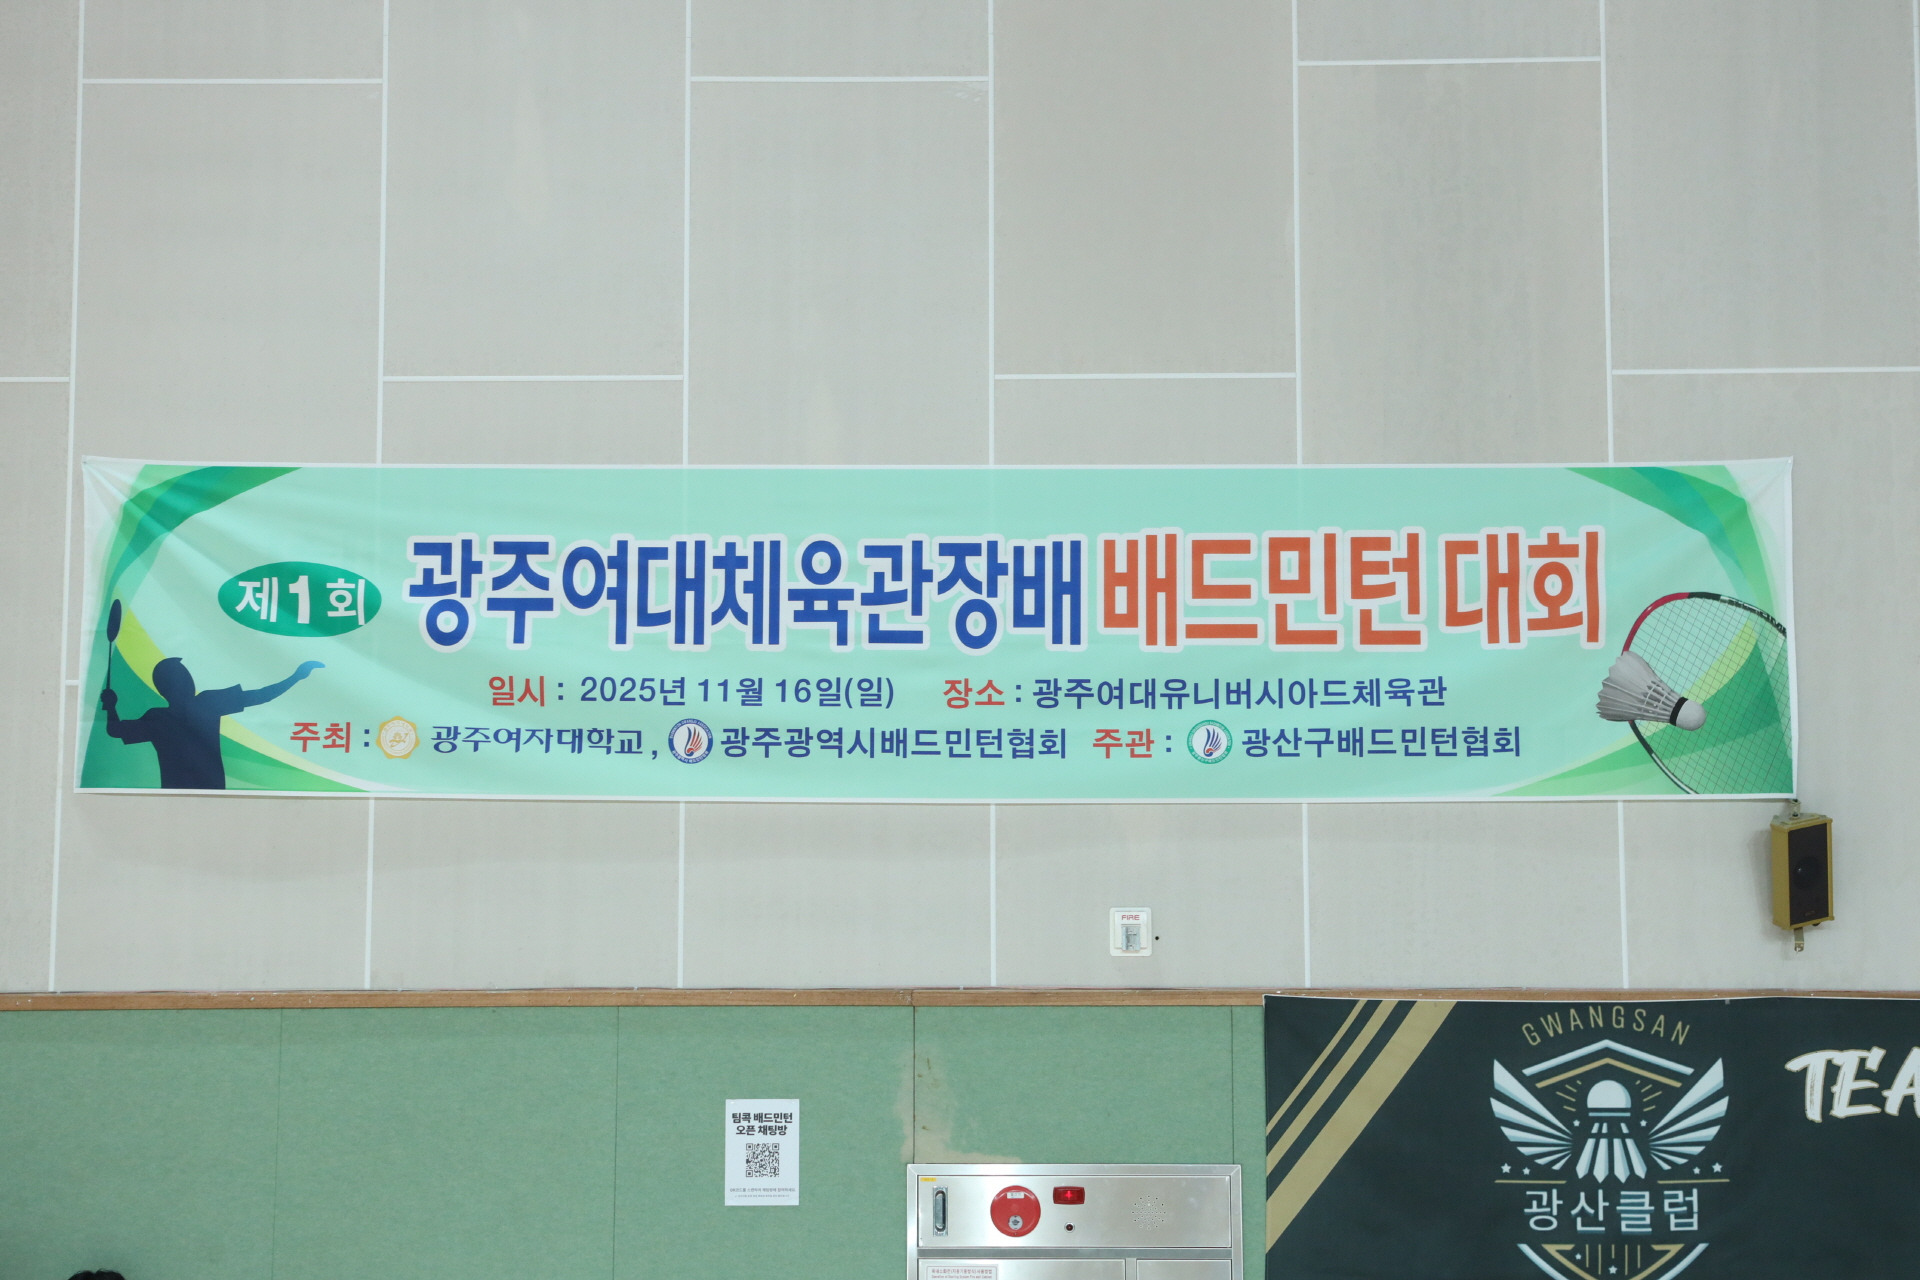 제1회 광주여대체육관장배 배드민턴 대회
일시 : 2025년 11월 16일(일) 장소 : 광주여대유니버시아드체육관
주최 : 광주여자대학교, 광주광역시배드민턴협회 주관 : 광산구배드민턴협회
FIRE
GWANGSAN
TEA
광산클럽
팀콕 배드민턴
오픈 채팅방